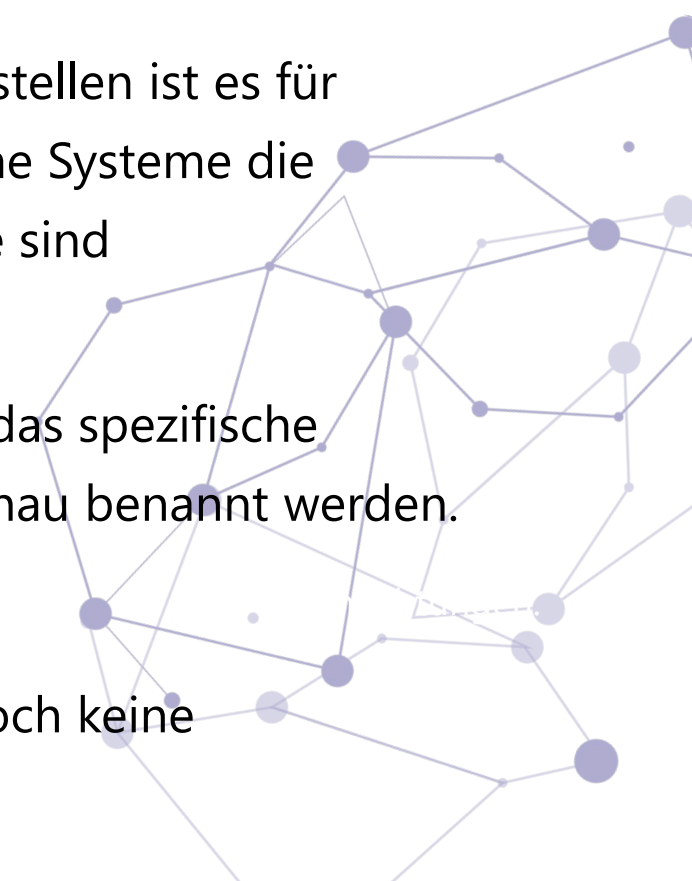 stellen ist es für
ne Systeme die
e sind
das spezifische
nau benannt werden.
och keine